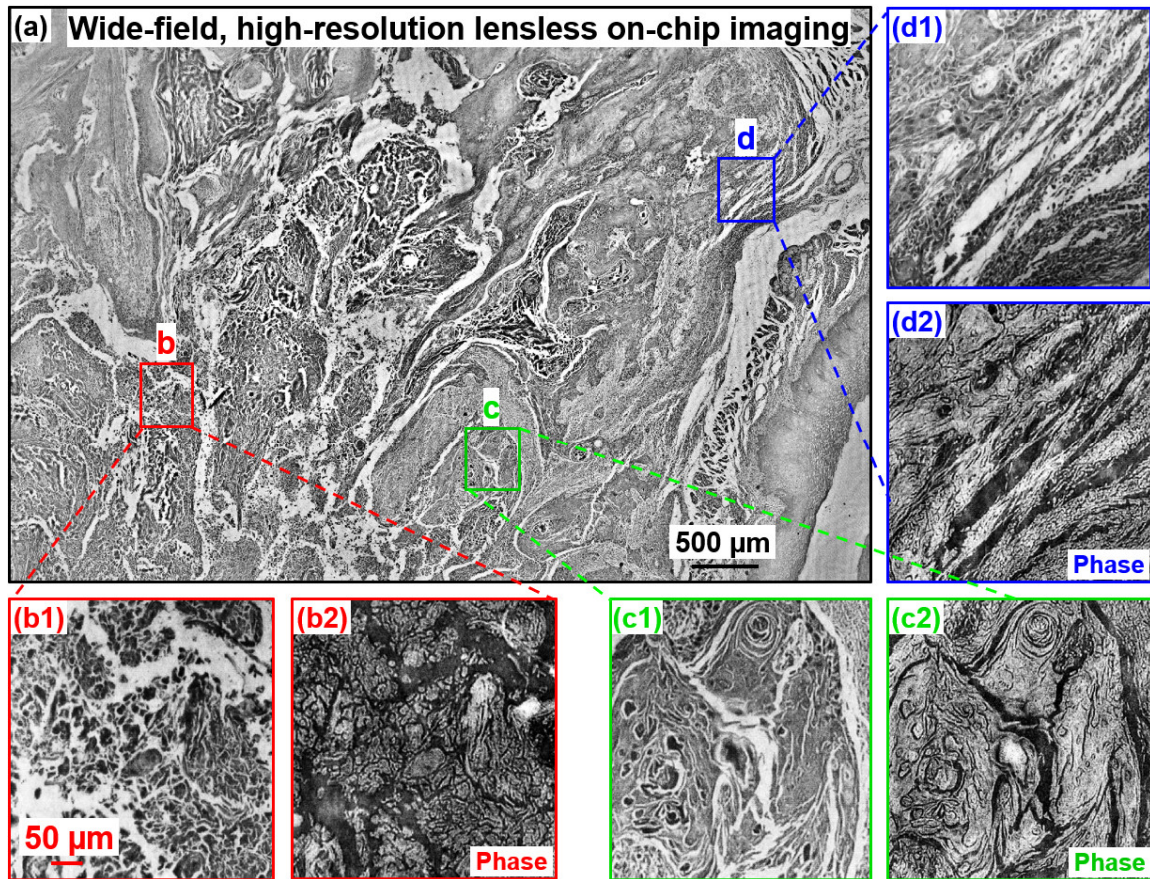 (a) Wide-field, high-resolution lensless on-chip imaging
(d1)
d
b
c
500 μm
(d2)
Phase
(b1)
50 μm
(b2)
Phase
(c1)
(c2)
Phase